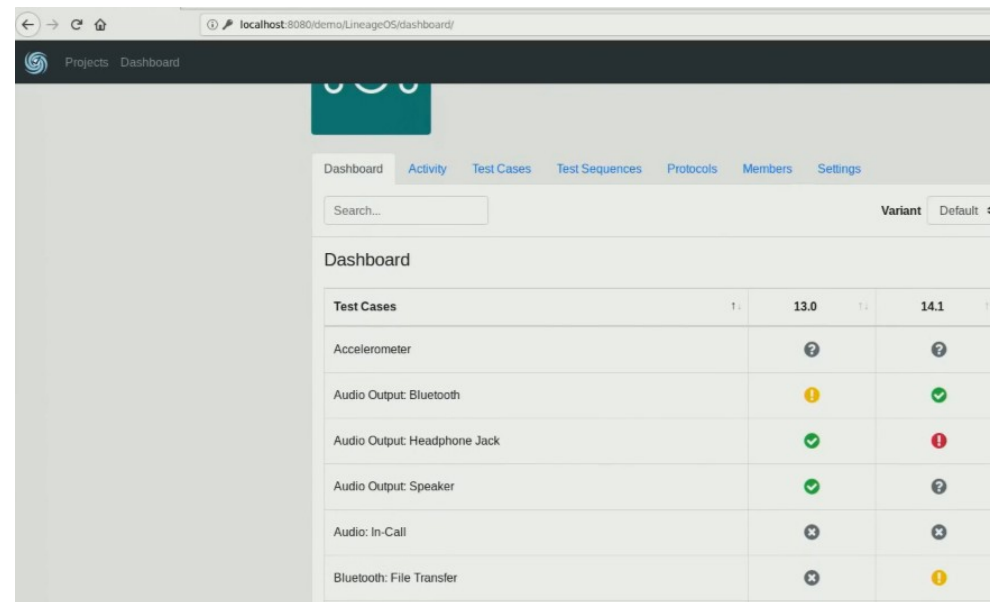 localhost:8080/demo/LineageOS/dashboard/
Projects Dashboard
Dashboard Activity Test Cases Test Sequences Protocols Members Settings
Search... Variant Default
Dashboard
Test Cases 13.0 14.1
Accelerometer
Audio Output: Bluetooth
Audio Output: Headphone Jack
Audio Output: Speaker
Audio: In-Call
Bluetooth: File Transfer